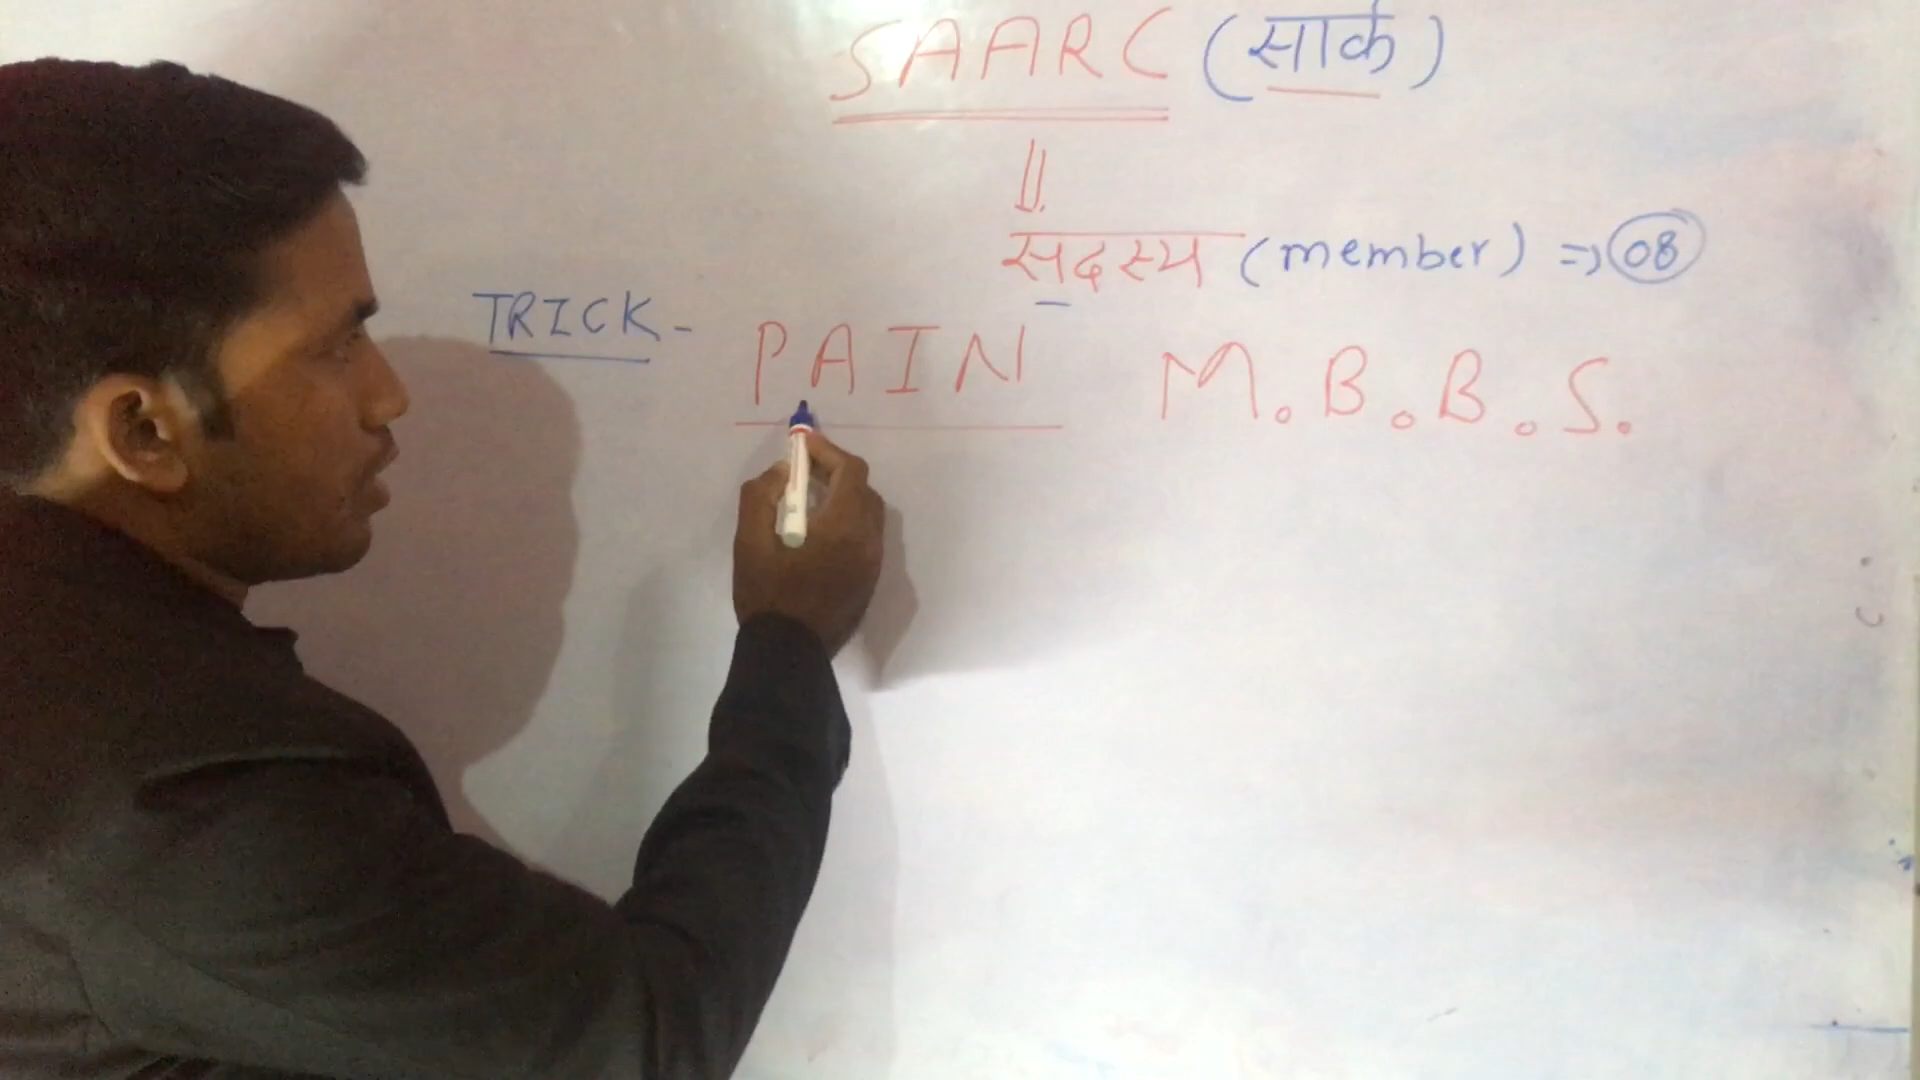 SAARC (सार्क)
सदस्य (member) => 08
TRICK - PAIN M.B.B.S.